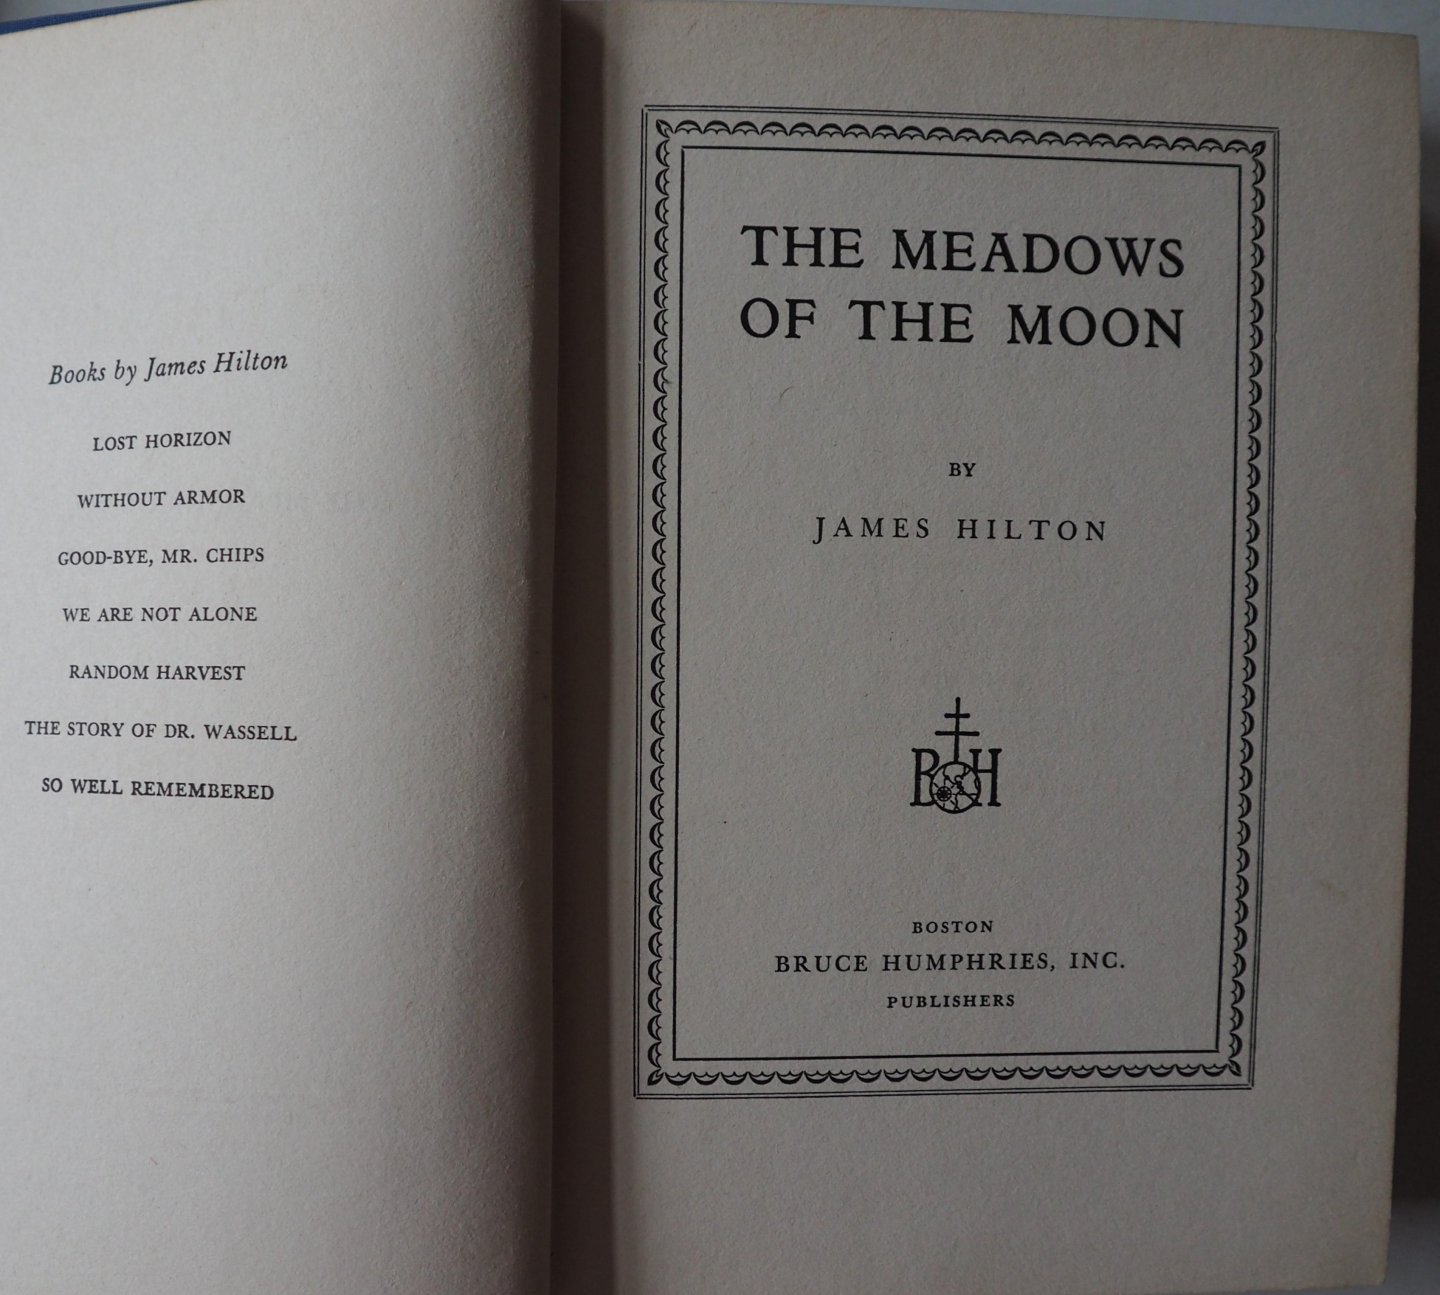 Books by James Hilton
LOST HORIZON
WITHOUT ARMOR
GOOD-BYE, MR. CHIPS
WE ARE NOT ALONE
RANDOM HARVEST
THE STORY OF DR. WASSELL
SO WELL REMEMBERED
THE MEADOWS
OF THE MOON
BY
JAMES HILTON
BH
BOSTON
BRUCE HUMPHRIES, INC.
PUBLISHERS